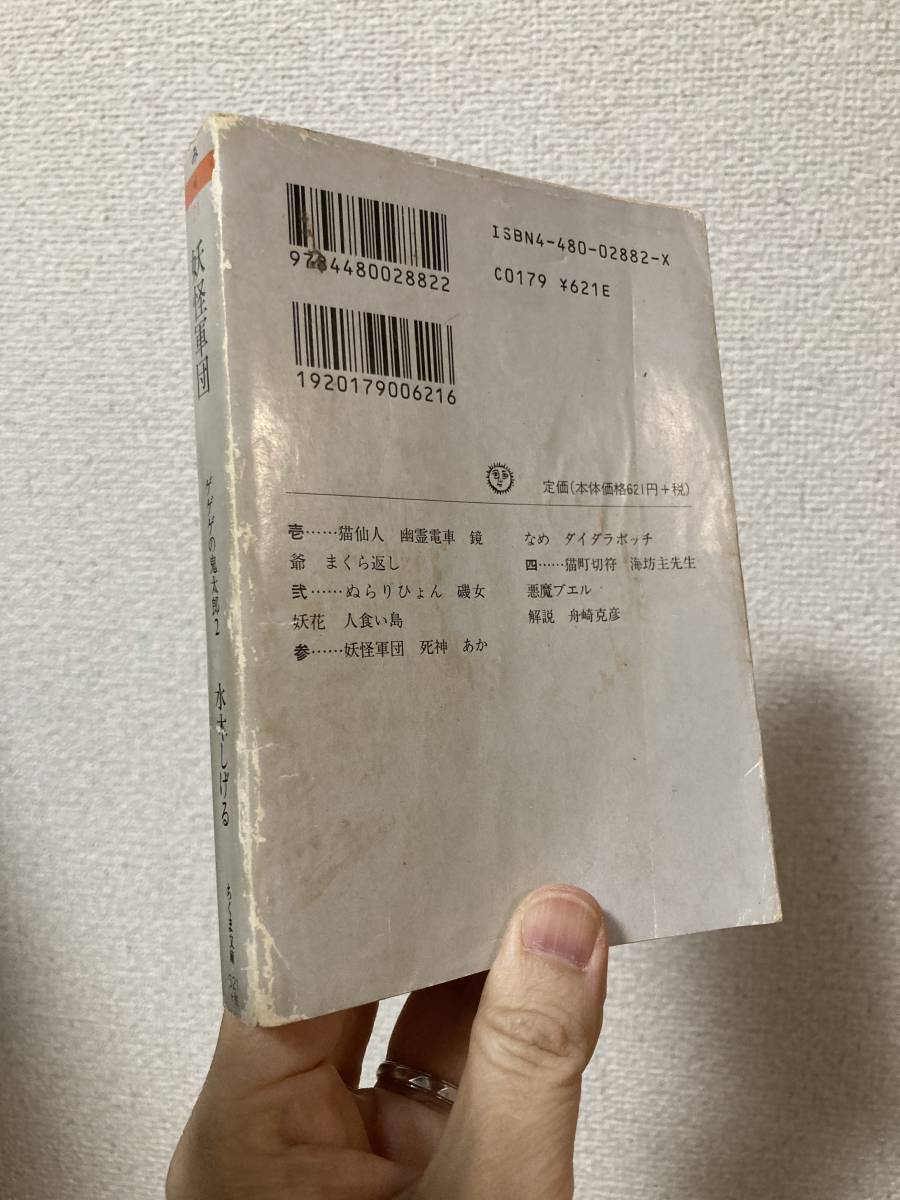 み
妖怪軍団
ゲゲゲの鬼太郎2
水木しげる
ちくま文庫
9784480028822
ISBN4-480-02882-X
C0179 ¥621E
1920179006216
定価(本体価格621円+税)
壱……猫仙人 幽霊電車 鏡
爺 まくら返し
弐……ぬらりひょん 磯女
妖花 人食い島
参……妖怪軍団 死神 あか
なめ ダイダラボッチ
四……猫町切符 海坊主先生
悪魔ブエル
解説 舟崎克彦